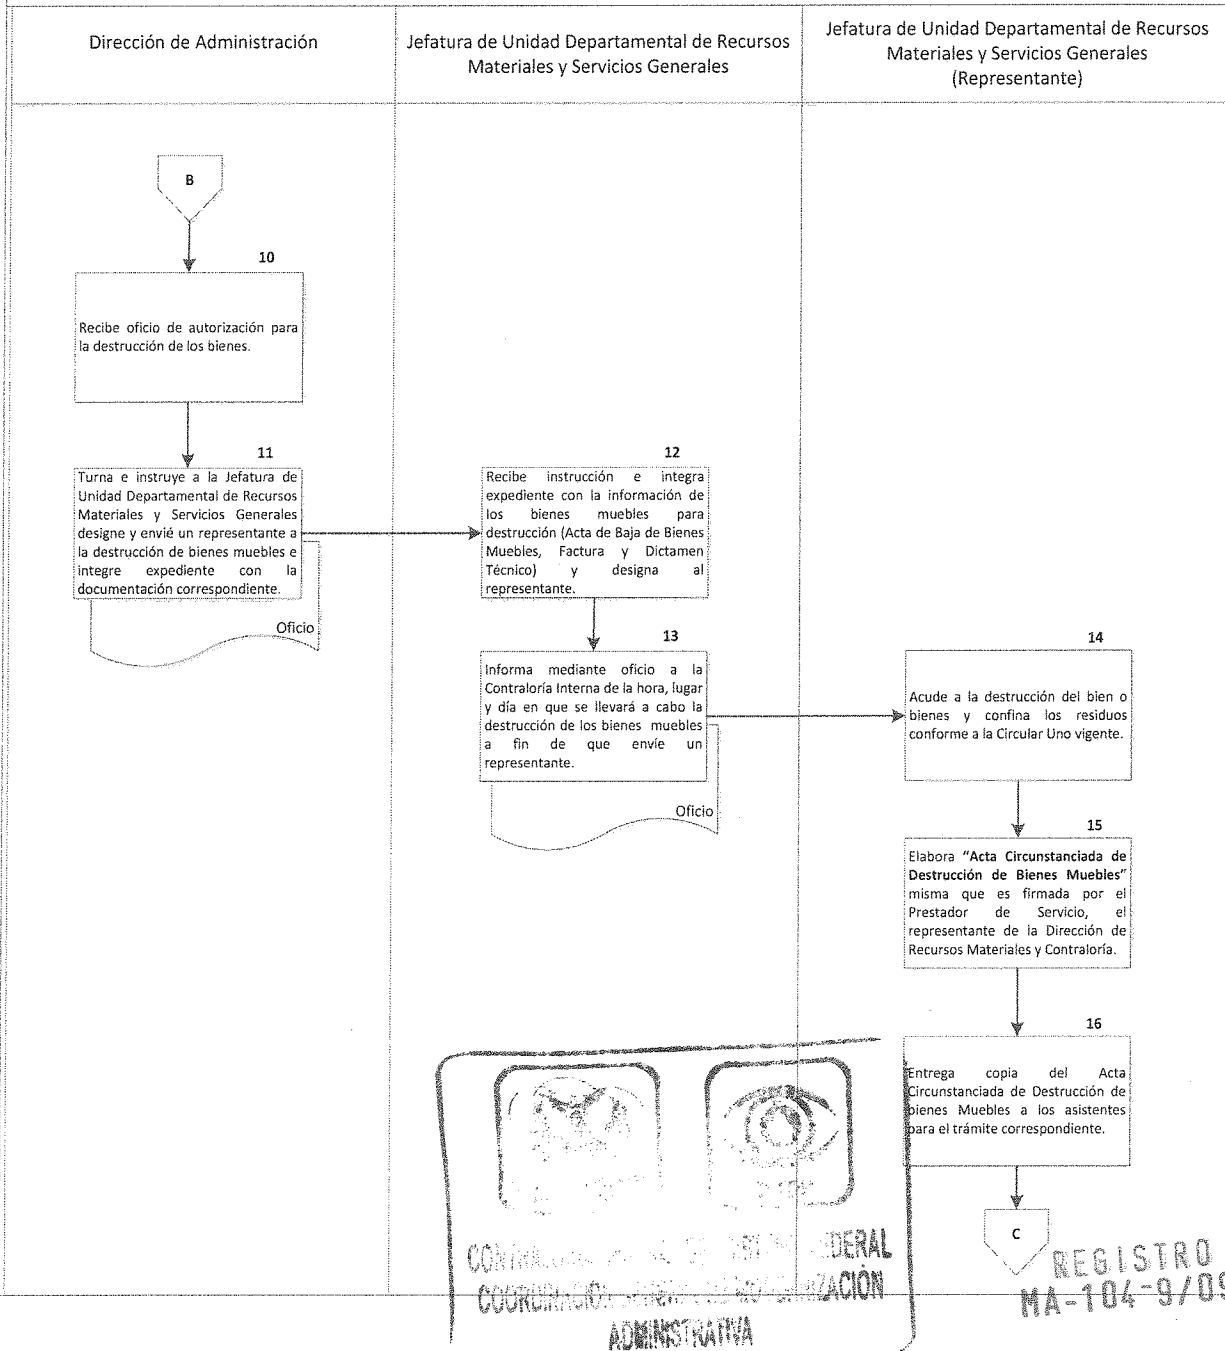 Dirección de Administración
Jefatura de Unidad Departamental de Recursos
Materiales y Servicios Generales
Jefatura de Unidad Departamental de Recursos
Materiales y Servicios Generales
(Representante)
B
10
Recibe oficio de autorización para
la destrucción de los bienes.
11
Turna e instruye a la Jefatura de
Unidad Departamental de Recursos
Materiales y Servicios Generales
designe y envié un representante a
la destrucción de bienes muebles e
integre expediente con la
documentación correspondiente.
Oficio
12
Recibe instrucción e integra
expediente con la información de
los bienes muebles para
destrucción (Acta de Baja de Bienes
Muebles, Factura y Dictamen
Técnico) y designa al
representante.
13
Informa mediante oficio a la
Contraloría Interna de la hora, lugar
y día en que se llevará a cabo la
destrucción de los bienes muebles
a fin de que envíe un
representante.
Oficio
14
Acude a la destrucción del bien o
bienes y confina los residuos
conforme a la Circular Uno vigente.
15
Elabora "Acta Circunstanciada de
Destrucción de Bienes Muebles"
misma que es firmada por el
Prestador de Servicio, el
representante de la Dirección de
Recursos Materiales y Contraloría.
16
Entrega copia del Acta
Circunstanciada de Destrucción de
bienes Muebles a los asistentes
para el trámite correspondiente.
C
COORDINACIÓN
ADMINISTRATIVA
REGISTRO
MA-104-9/09